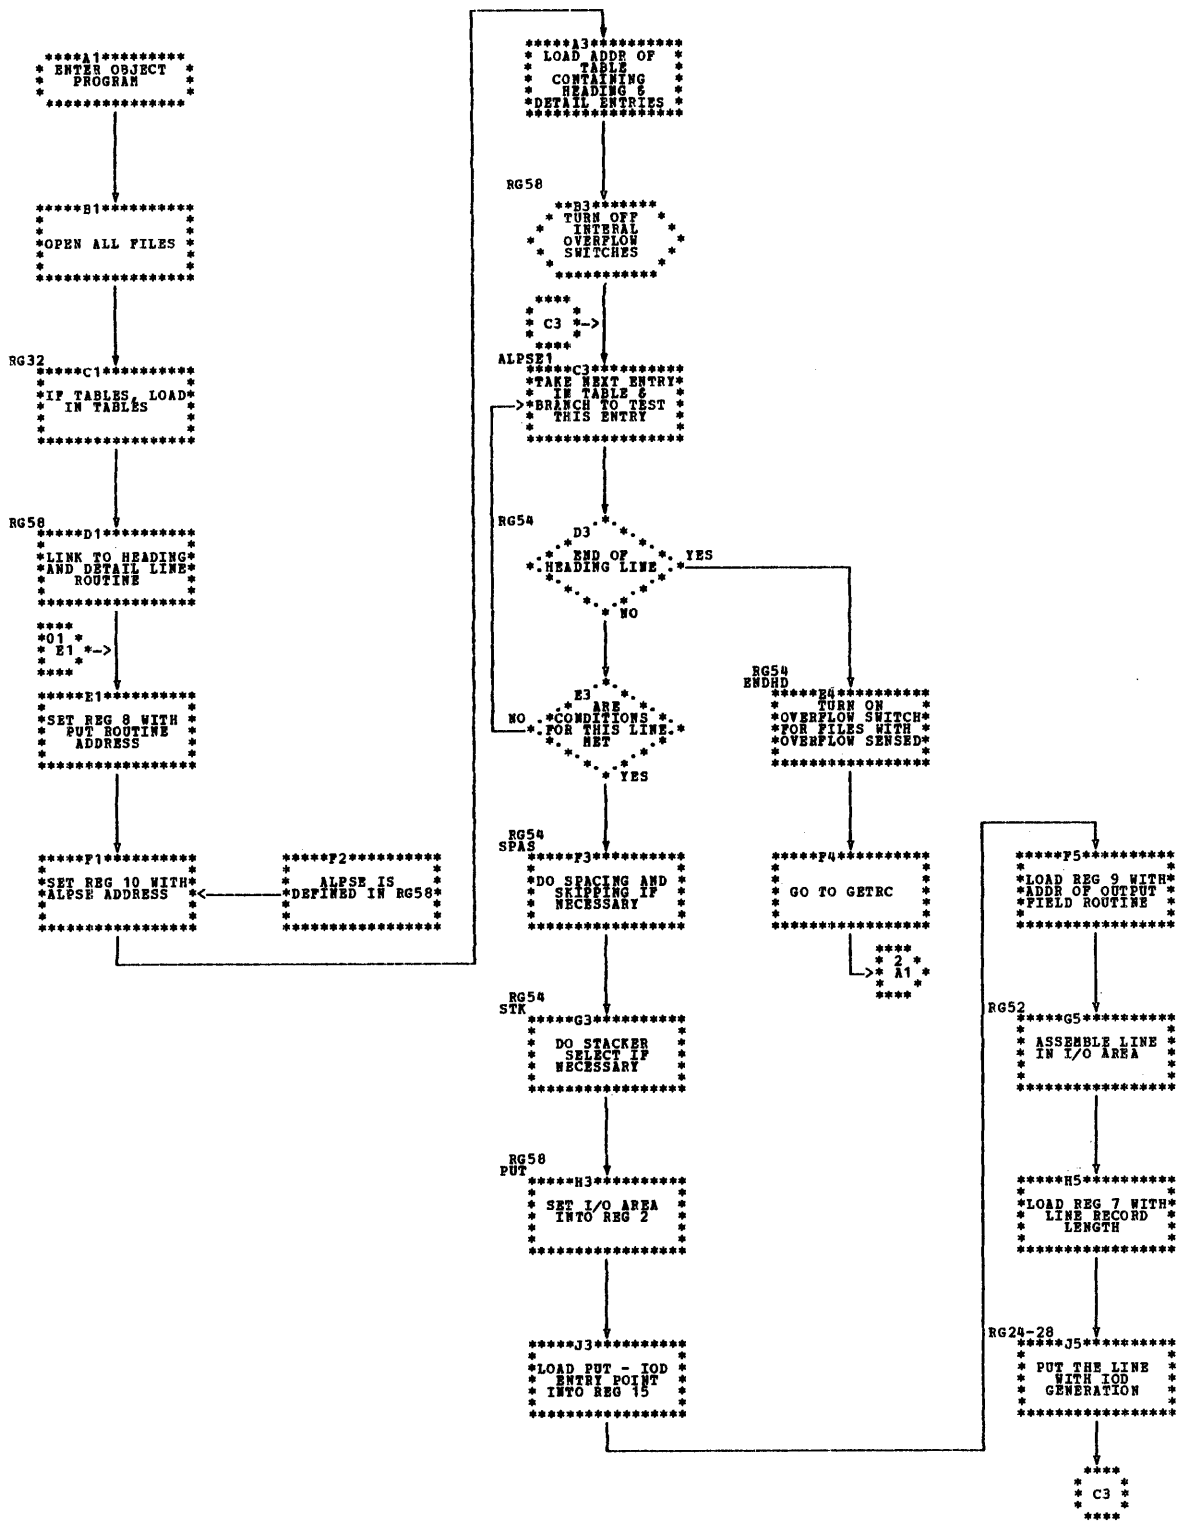 A1
ENTER OBJECT
PROGRAM
B1
OPEN ALL FILES
RG32
C1
IF TABLES, LOAD
IN TABLES
RG58
D1
LINK TO HEADING
AND DETAIL LINE
ROUTINE
01
E1
E1
SET REG 8 WITH
PUT ROUTINE
ADDRESS
F1
SET REG 10 WITH
ALPSE ADDRESS
F2
ALPSE IS
DEFINED IN RG58
A3
LOAD ADDR OF
TABLE
CONTAINING
HEADING &
DETAIL ENTRIES
RG58
B3
TURN OFF
INTERAL
OVERFLOW
SWITCHES
C3
ALPSE1
C3
TAKE NEXT ENTRY
IN TABLE &
BRANCH TO TEST
THIS ENTRY
RG54
D3
END OF
HEADING LINE
YES
NO
E3
ARE
CONDITIONS
FOR THIS LINE
MET
NO
YES
RG54
SPAS
F3
DO SPACING AND
SKIPPING IF
NECESSARY
RG54
STK
G3
DO STACKER
SELECT IF
NECESSARY
RG58
PUT
H3
SET I/O AREA
INTO REG 2
J3
LOAD PUT - IOD
ENTRY POINT
INTO REG 15
RG54
ENDHD
E4
TURN ON
OVERFLOW SWITCH
FOR FILES WITH
OVERFLOW SENSED
F4
GO TO GETRC
2
A1
F5
LOAD REG 9 WITH
ADDR OF OUTPUT
FIELD ROUTINE
RG52
G5
ASSEMBLE LINE
IN I/O AREA
H5
LOAD REG 7 WITH
LINE RECORD
LENGTH
RG24-28
J5
PUT THE LINE
WITH IOD
GENERATION
C3